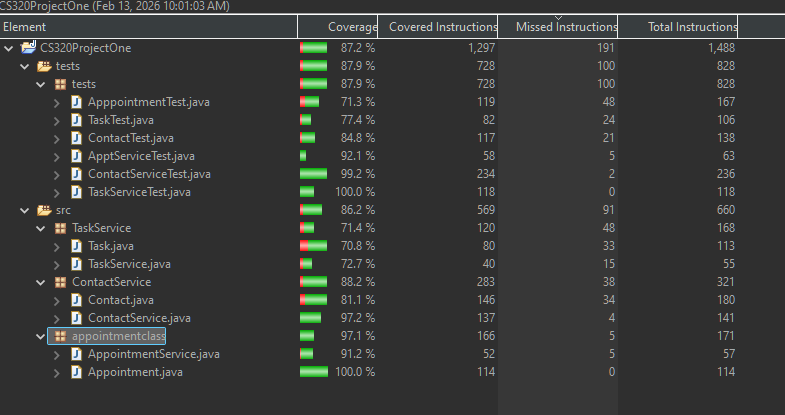 CS320ProjectOne (Feb 13, 2026 10:01:03 AM)
Element Coverage Covered Instructions Missed Instructions Total Instructions
CS320ProjectOne 87.2 % 1,297 191 1,488
tests 87.9 % 728 100 828
tests 87.9 % 728 100 828
ApppointmentTest.java 71.3 % 119 48 167
TaskTest.java 77.4 % 82 24 106
ContactTest.java 84.8 % 117 21 138
ApptServiceTest.java 92.1 % 58 5 63
ContactServiceTest.java 99.2 % 234 2 236
TaskServiceTest.java 100.0 % 118 0 118
src 86.2 % 569 91 660
TaskService 71.4 % 120 48 168
Task.java 70.8 % 80 33 113
TaskService.java 72.7 % 40 15 55
ContactService 88.2 % 283 38 321
Contact.java 81.1 % 146 34 180
ContactService.java 97.2 % 137 4 141
appointmentclass 97.1 % 166 5 171
AppointmentService.java 91.2 % 52 5 57
Appointment.java 100.0 % 114 0 114